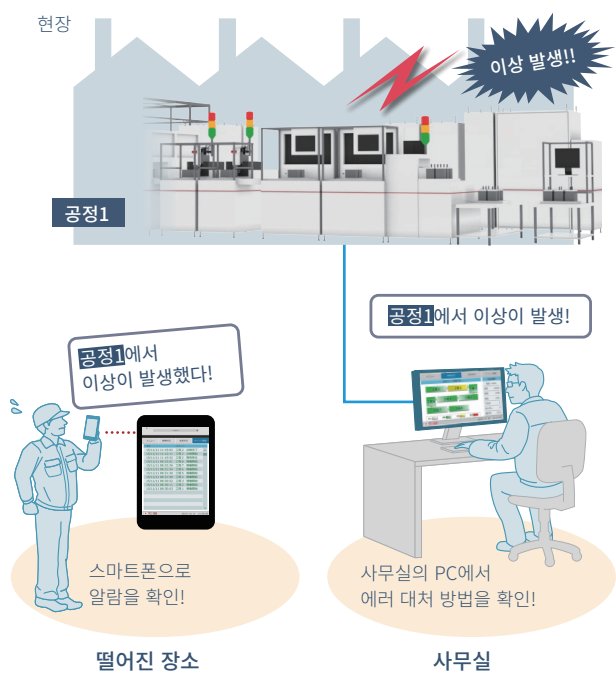 현장
이상 발생!!
공정1
공정1에서 이상이 발생!
공정1에서
이상이 발생했다!
스마트폰으로
알람을 확인!
사무실의 PC에서
에러 대처 방법을 확인!
떨어진 장소
사무실